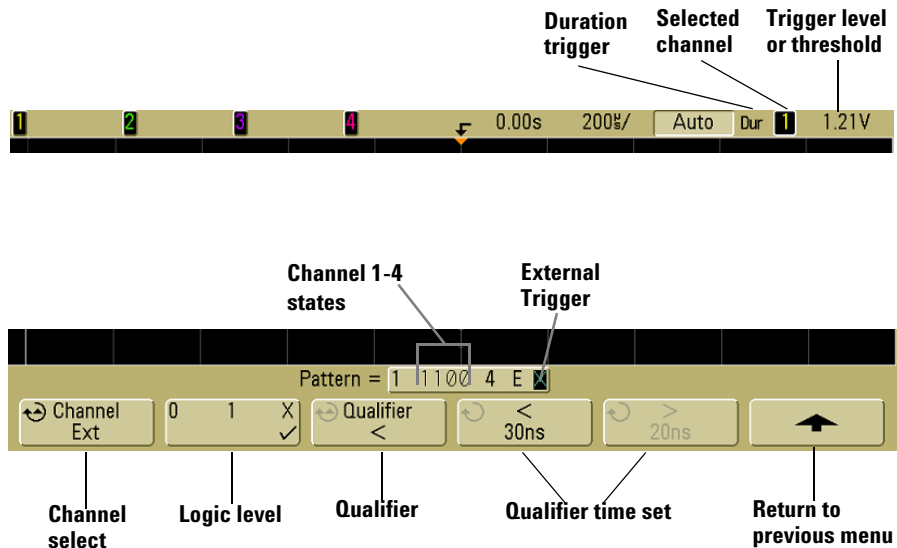 Duration trigger
Selected channel
Trigger level or threshold
1 2 3 4 0.00s 200µs/ Auto Dur 1 1.21V
Channel 1-4 states
External Trigger
Pattern = 1 1100 4 E X
Channel Ext
0 1 X ✓
Qualifier <
< 30ns
> 20ns
Channel select
Logic level
Qualifier
Qualifier time set
Return to previous menu